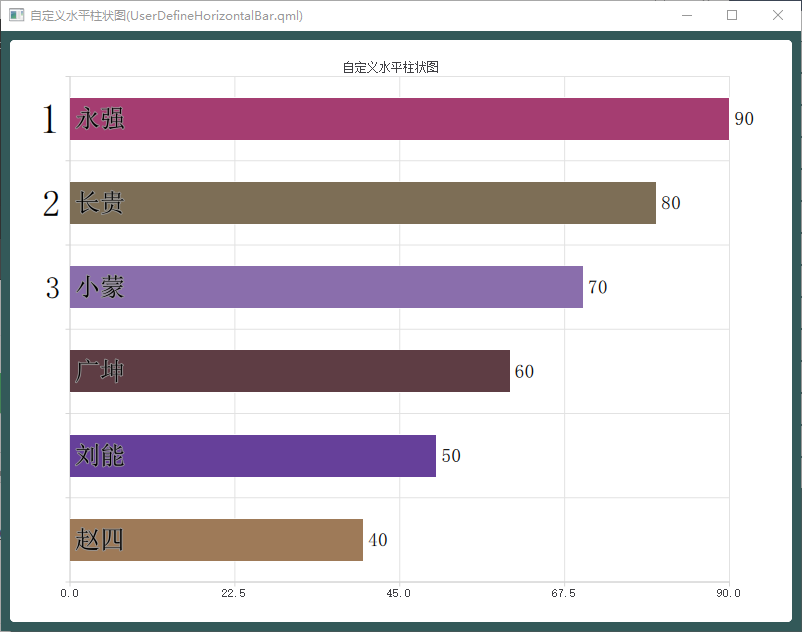 自定义水平柱状图(UserDefineHorizontalBar.qml)
自定义水平柱状图
1 永强 90
2 长贵 80
3 小蒙 70
广坤 60
刘能 50
赵四 40
0.0 22.5 45.0 67.5 90.0